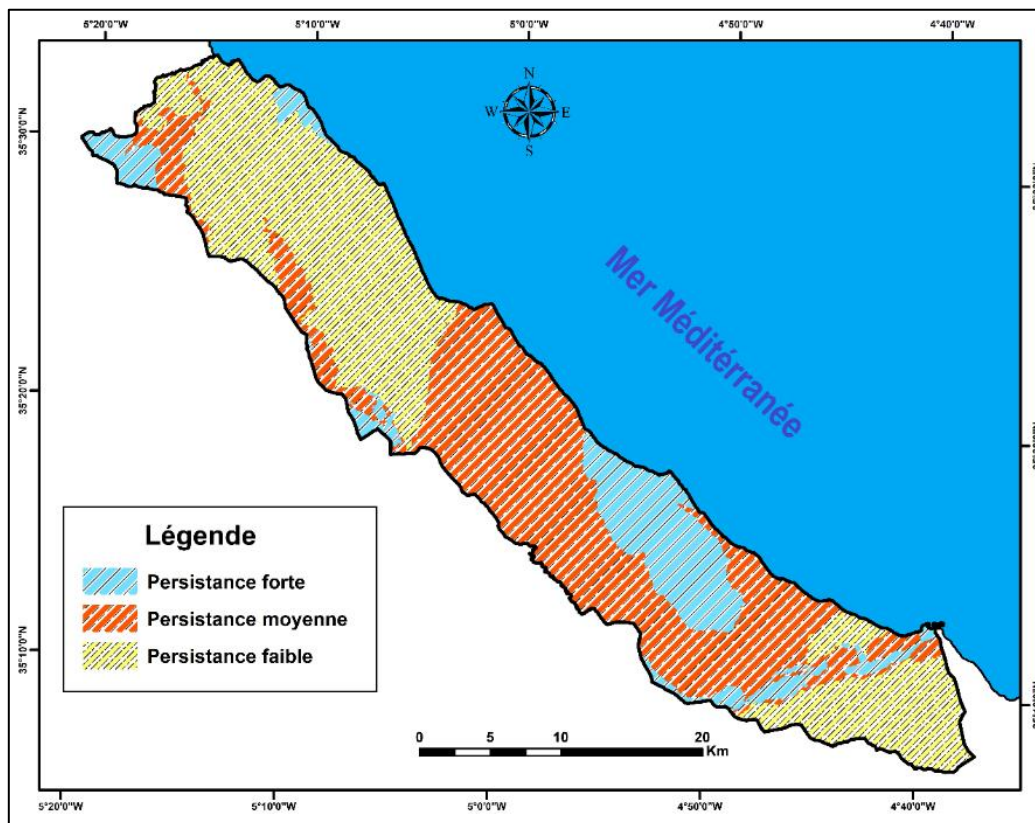 5°20'0"W 5°10'0"W 5°0'0"W 4°50'0"W 4°40'0"W
N
W E
S
35°30'0"N
35°20'0"N
35°10'0"N
Mer Méditérranée
Légende
Persistance forte
Persistance moyenne
Persistance faible
0 5 10 20
Km
5°20'0"W 5°10'0"W 5°0'0"W 4°50'0"W 4°40'0"W